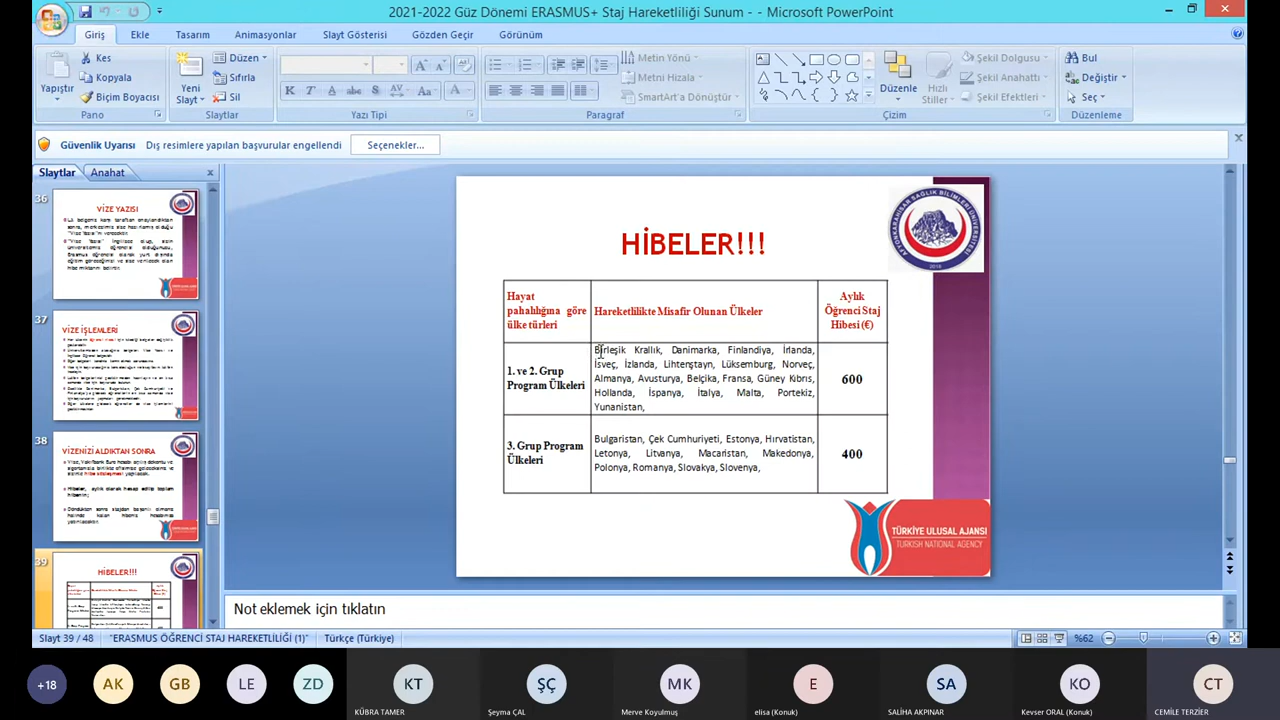 2021-2022 Güz Dönemi ERASMUS+ Staj Hareketliliği Sunum - - Microsoft PowerPoint
Giriş Ekle Tasarım Animasyonlar Slayt Gösterisi Gözden Geçir Görünüm
Yapıştır
Kes
Kopyala
Biçim Boyacısı
Pano
Yeni
Slayt
Düzen
Sıfırla
Sil
Slaytlar
Yazı Tipi
Metin Yönü
Metni Hizala
SmartArt'a Dönüştür
Paragraf
Düzenle
Hızlı
Stiller
Şekil Dolgusu
Şekil Anahattı
Şekil Efektleri
Çizim
Bul
Değiştir
Seç
Düzenleme
Güvenlik Uyarısı Dış resimlere yapılan başvurular engellendi Seçenekler...
Slaytlar Anahat
36
VİZE YAZISI
37
VİZE İŞLEMLERİ
38
VİZENİZİ ALDIKTAN SONRA
39
HİBELER!!!
HİBELER!!!
Hayat
pahalılığına göre
ülke türleri
Hareketlilikte Misafir Olunan Ülkeler
Aylık
Öğrenci Staj
Hibesi (€)
1. ve 2. Grup
Program Ülkeleri
Birleşik Krallık, Danimarka, Finlandiya, İrlanda,
İsveç, İzlanda, Lihtenştayn, Lüksemburg, Norveç,
Almanya, Avusturya, Belçika, Fransa, Güney Kıbrıs,
Hollanda, İspanya, İtalya, Malta, Portekiz,
Yunanistan,
600
3. Grup Program
Ülkeleri
Bulgaristan, Çek Cumhuriyeti, Estonya, Hırvatistan,
Letonya, Litvanya, Macaristan, Makedonya,
Polonya, Romanya, Slovakya, Slovenya,
400
AFYONKARAHİSAR SAĞLIK BİLİMLERİ ÜNİVERSİTESİ
2018
TÜRKİYE ULUSAL AJANSI
TURKISH NATIONAL AGENCY
Not eklemek için tıklatın
Slayt 39 / 48 "ERASMUS ÖĞRENCİ STAJ HAREKETLİLİĞİ (1)" Türkçe (Türkiye) %62
+18 AK GB LE ZD KT ŞÇ MK E SA KO CT
KÜBRA TAMER Şeyma ÇAL Merve Koyulmuş elisa (Konuk) SALİHA AKPINAR Kevser ORAL (Konuk) CEMİLE TERZİER